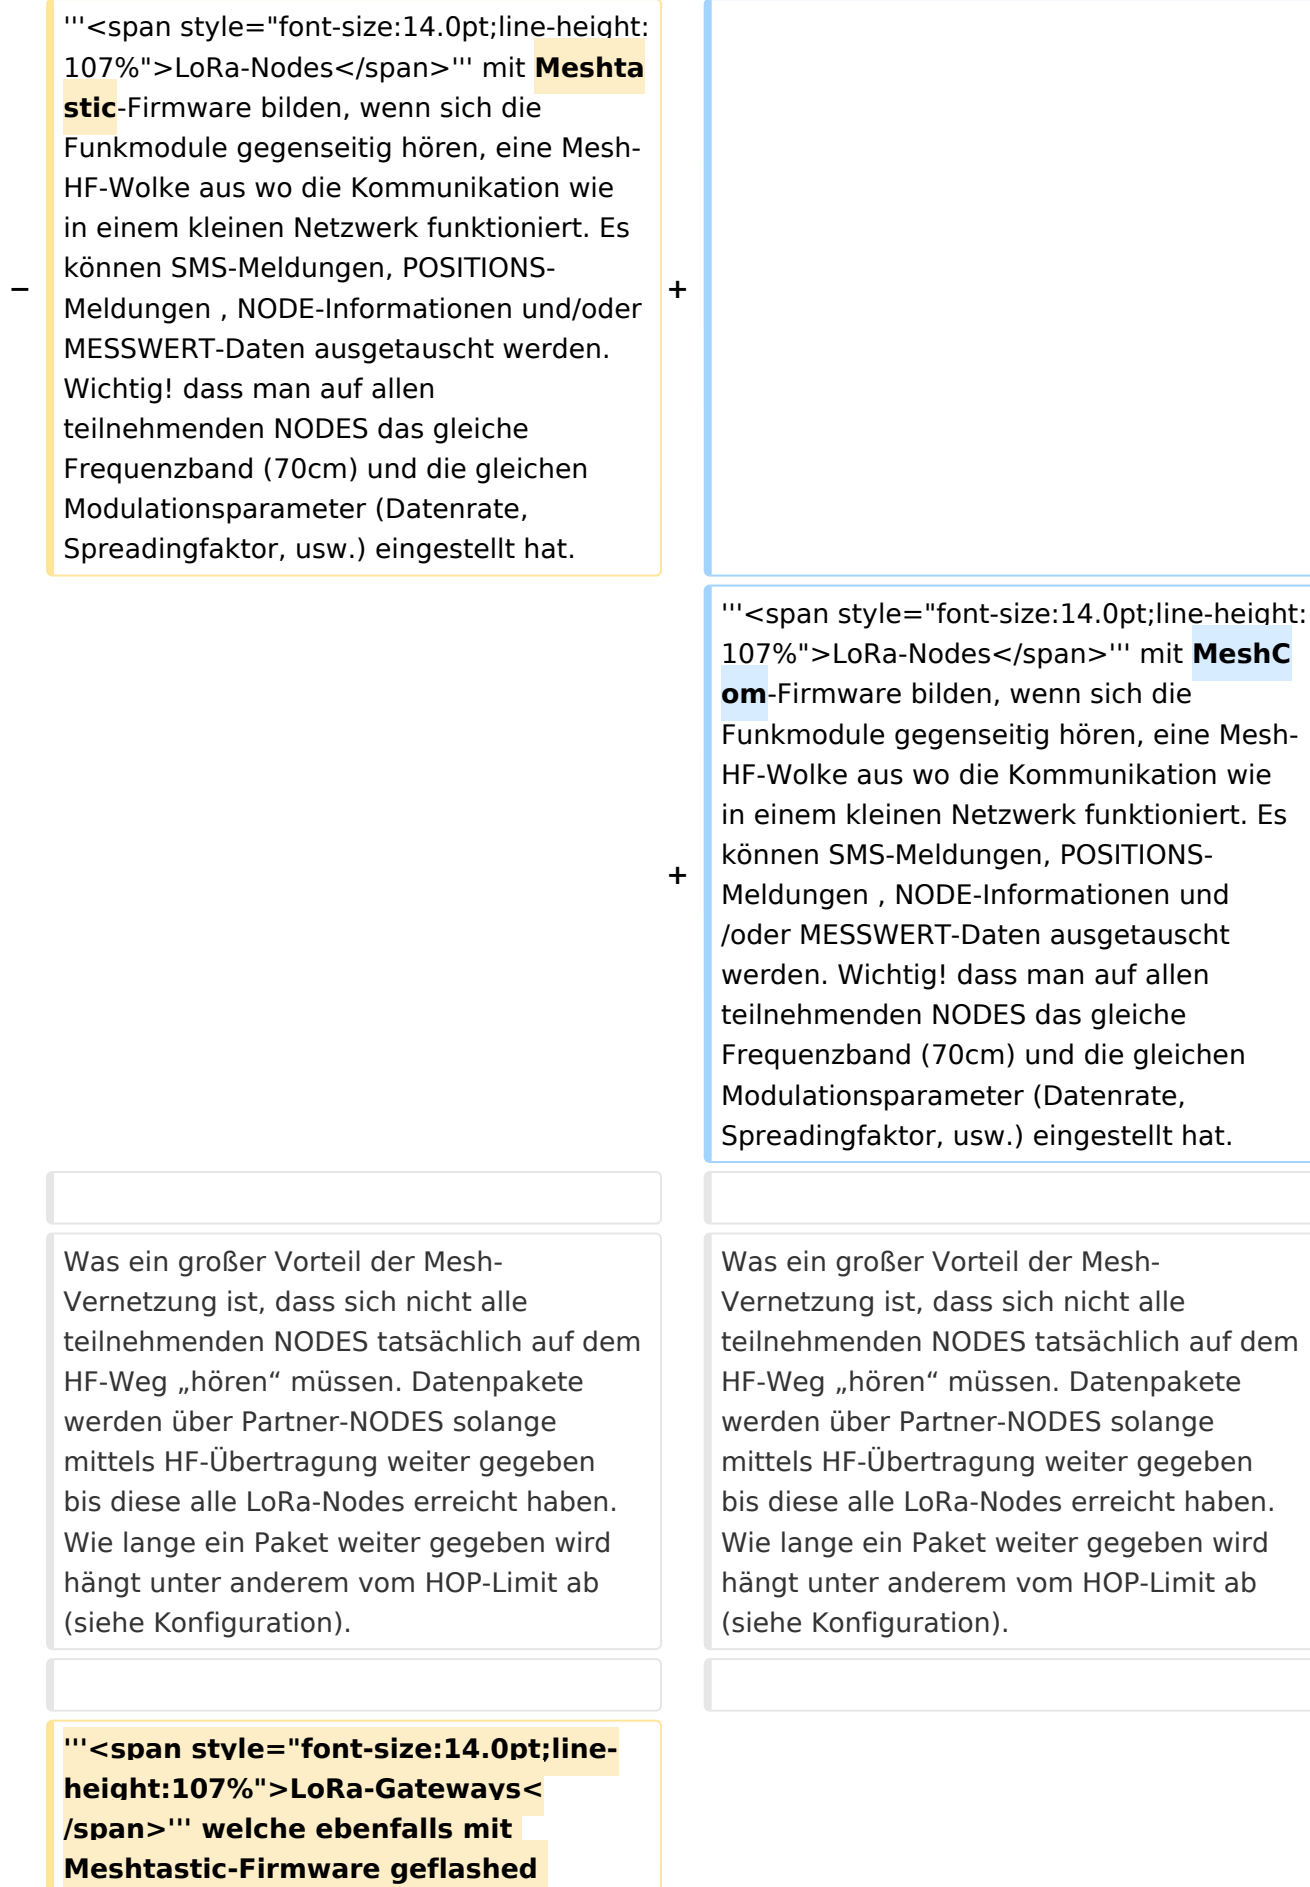 '''<span style="font-size:14.0pt;line-height:
107%">LoRa-Nodes</span>''' mit Meshta
stic-Firmware bilden, wenn sich die
Funkmodule gegenseitig hören, eine Mesh-
HF-Wolke aus wo die Kommunikation wie
in einem kleinen Netzwerk funktioniert. Es
können SMS-Meldungen, POSITIONS-
− Meldungen , NODE-Informationen und/oder +
MESSWERT-Daten ausgetauscht werden.
Wichtig! dass man auf allen
teilnehmenden NODES das gleiche
Frequenzband (70cm) und die gleichen
Modulationsparameter (Datenrate,
Spreadingfaktor, usw.) eingestellt hat.
'''<span style="font-size:14.0pt;line-height:
107%">LoRa-Nodes</span>''' mit MeshC
om-Firmware bilden, wenn sich die
Funkmodule gegenseitig hören, eine Mesh-
HF-Wolke aus wo die Kommunikation wie
in einem kleinen Netzwerk funktioniert. Es
können SMS-Meldungen, POSITIONS-
+ Meldungen , NODE-Informationen und
/oder MESSWERT-Daten ausgetauscht
werden. Wichtig! dass man auf allen
teilnehmenden NODES das gleiche
Frequenzband (70cm) und die gleichen
Modulationsparameter (Datenrate,
Spreadingfaktor, usw.) eingestellt hat.
Was ein großer Vorteil der Mesh-
Vernetzung ist, dass sich nicht alle
teilnehmenden NODES tatsächlich auf dem
HF-Weg „hören“ müssen. Datenpakete
werden über Partner-NODES solange
mittels HF-Übertragung weiter gegeben
bis diese alle LoRa-Nodes erreicht haben.
Wie lange ein Paket weiter gegeben wird
hängt unter anderem vom HOP-Limit ab
(siehe Konfiguration).
Was ein großer Vorteil der Mesh-
Vernetzung ist, dass sich nicht alle
teilnehmenden NODES tatsächlich auf dem
HF-Weg „hören“ müssen. Datenpakete
werden über Partner-NODES solange
mittels HF-Übertragung weiter gegeben
bis diese alle LoRa-Nodes erreicht haben.
Wie lange ein Paket weiter gegeben wird
hängt unter anderem vom HOP-Limit ab
(siehe Konfiguration).
'''<span style="font-size:14.0pt;line-
height:107%">LoRa-Gateways<
/span>''' welche ebenfalls mit
Meshtastic-Firmware geflashed